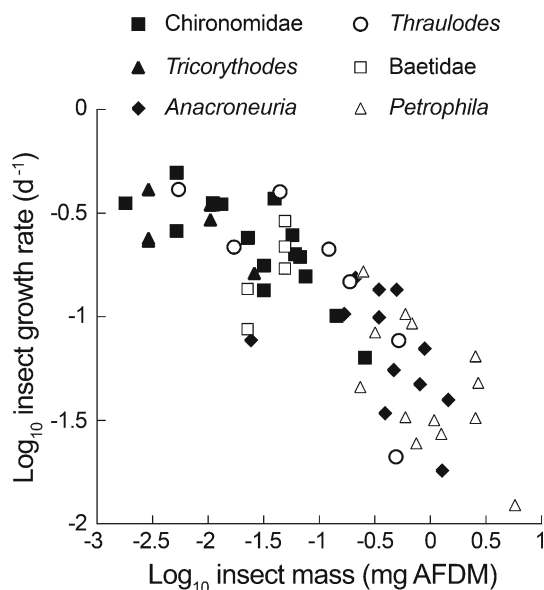 Chironomidae Thraulodes
Tricorythodes Baetidae
Anacroneuria Petrophila
0
-0.5
-1
-1.5
-2
-3 -2.5 -2 -1.5 -1 -0.5 0 0.5 1
Log10 insect growth rate (d-1)
Log10 insect mass (mg AFDM)